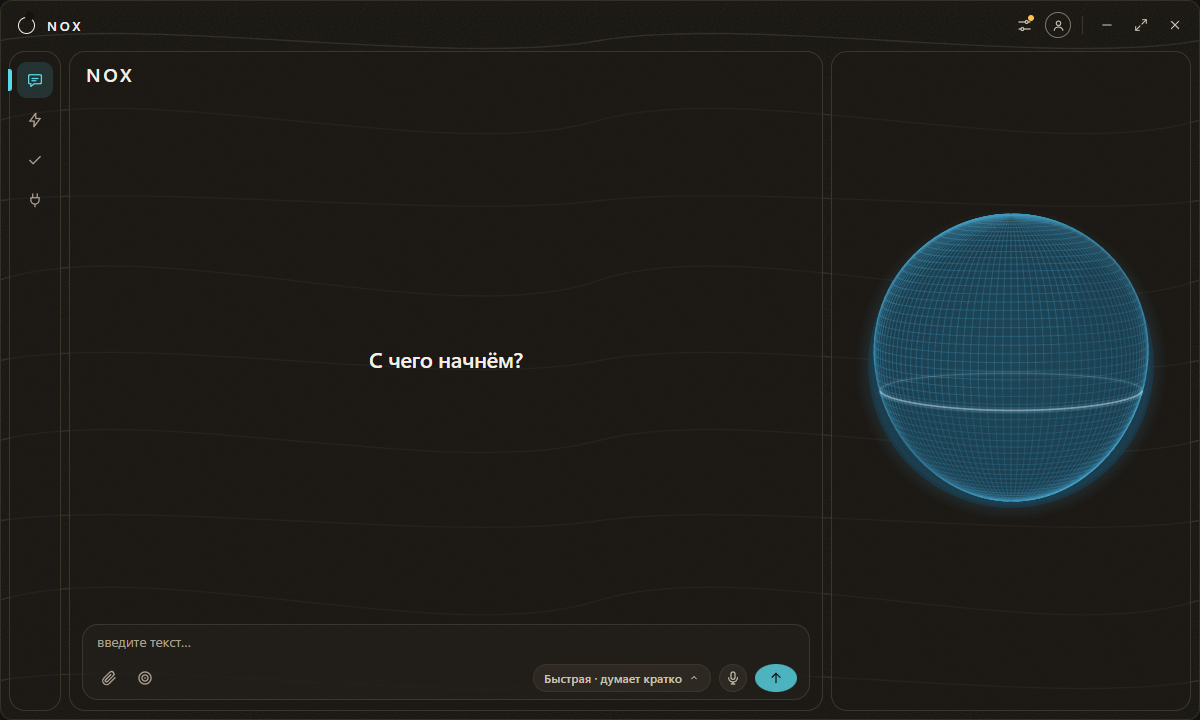 NOX
NOX
С чего начнём?
введите текст...
Быстрая · думает кратко